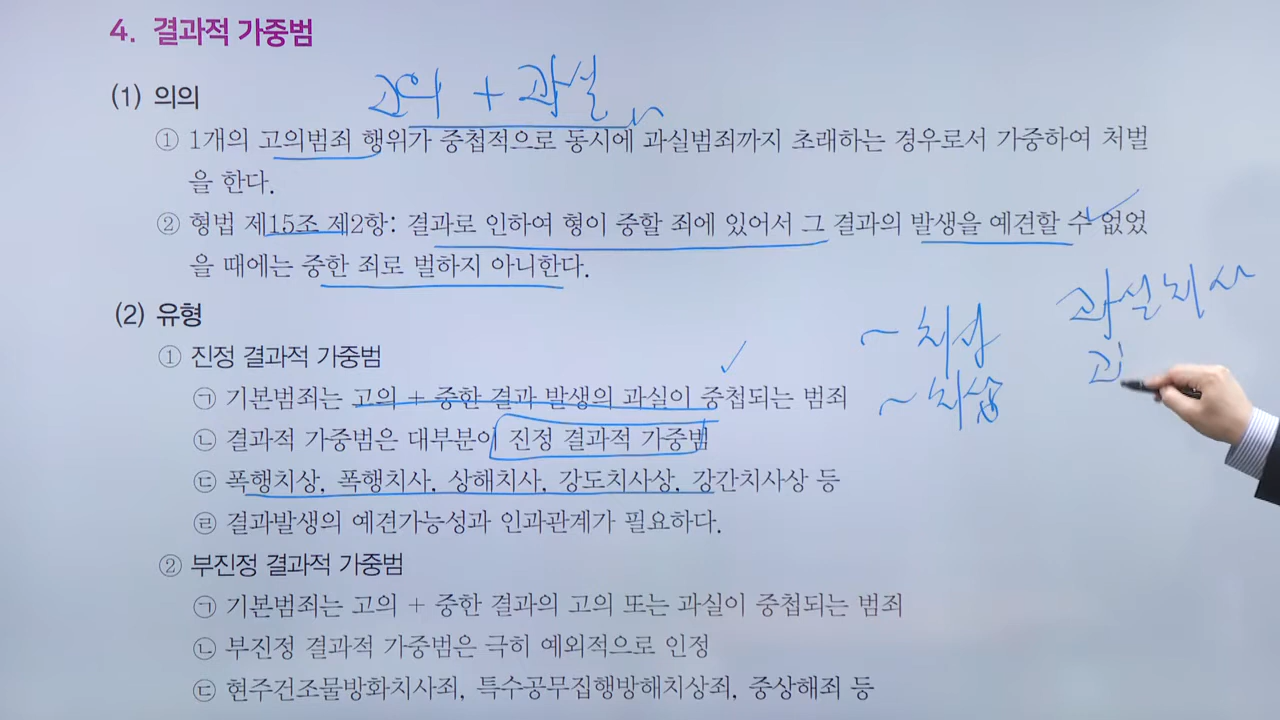 4. 결과적 가중범
고의 + 과실
(1) 의의
① 1개의 고의범죄 행위가 중첩적으로 동시에 과실범죄까지 초래하는 경우로서 가중하여 처벌
을 한다.
② 형법 제15조 제2항: 결과로 인하여 형이 중할 죄에 있어서 그 결과의 발생을 예견할 수 없었
을 때에는 중한 죄로 벌하지 아니한다.
(2) 유형
~치상
과실치사
① 진정 결과적 가중범
㉠ 기본범죄는 고의 + 중한 결과 발생의 과실이 중첩되는 범죄
~치
과
㉡ 결과적 가중범은 대부분이 진정 결과적 가중범
㉢ 폭행치상, 폭행치사, 상해치사, 강도치사상, 강간치사상 등
㉣ 결과발생의 예견가능성과 인과관계가 필요하다.
② 부진정 결과적 가중범
㉠ 기본범죄는 고의 + 중한 결과의 고의 또는 과실이 중첩되는 범죄
㉡ 부진정 결과적 가중범은 극히 예외적으로 인정
㉢ 현주건조물방화치사죄, 특수공무집행방해치상죄, 중상해죄 등